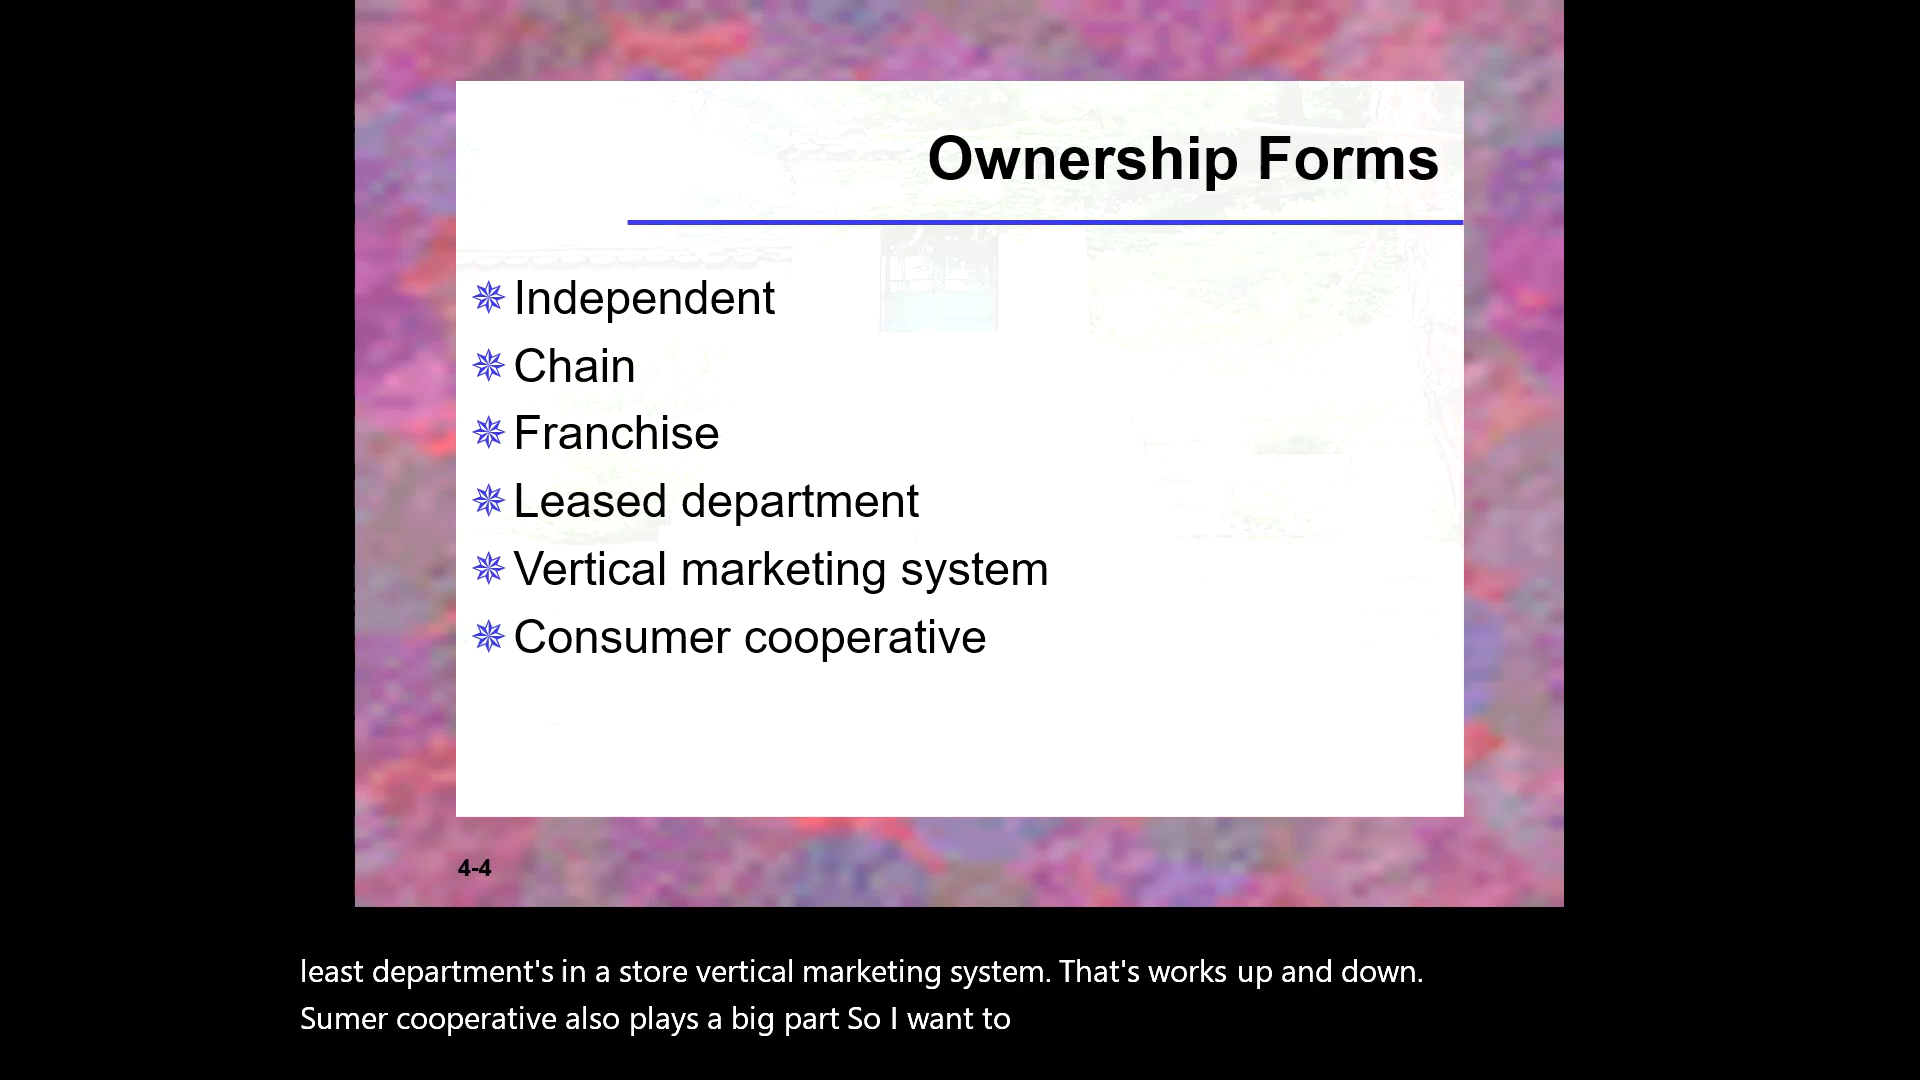 Ownership Forms
Independent
Chain
Franchise
Leased department
Vertical marketing system
Consumer cooperative
4-4
least department's in a store vertical marketing system. That's works up and down.
Sumer cooperative also plays a big part So I want to